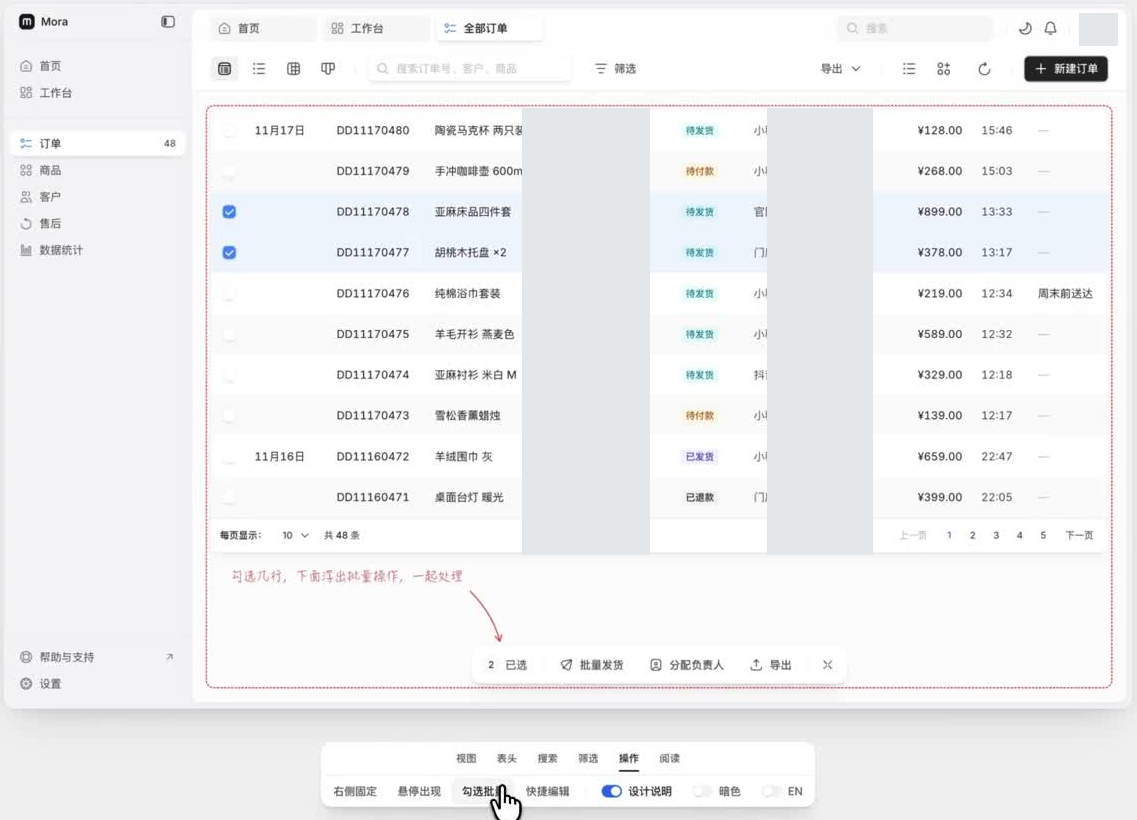 Mora
首页
工作台
全部订单
搜索
首页
工作台
搜索订单号、客户、商品
筛选
导出
新建订单
订单 48
商品
客户
售后
数据统计
11月17日 DD11170480 陶瓷马克杯 两只装 待发货 ¥128.00 15:46 —
DD11170479 手冲咖啡壶 待付款 ¥268.00 15:03 —
DD11170478 亚麻床品四件套 待发货 ¥899.00 13:33 —
DD11170477 胡桃木托盘 ×2 待发货 ¥378.00 13:17 —
DD11170476 纯棉浴巾套装 待发货 ¥219.00 12:34 周末前送达
DD11170475 羊毛开衫 燕麦色 待发货 ¥589.00 12:32 —
DD11170474 亚麻衬衫 米白 M 待发货 ¥329.00 12:18 —
DD11170473 雪松香薰蜡烛 待付款 ¥139.00 12:17 —
11月16日 DD11160472 羊绒围巾 灰 已发货 ¥659.00 22:47 —
DD11160471 桌面台灯 暖光 已退款 ¥399.00 22:05 —
每页显示： 10 共 48 条 上一页 1 2 3 4 5 下一页
勾选几行，下面浮出批量操作，一起处理
2 已选 批量发货 分配负责人 导出
帮助与支持
设置
视图 表头 搜索 筛选 操作 阅读
右侧固定 悬停出现 勾选批 快捷编辑 设计说明 暗色 EN